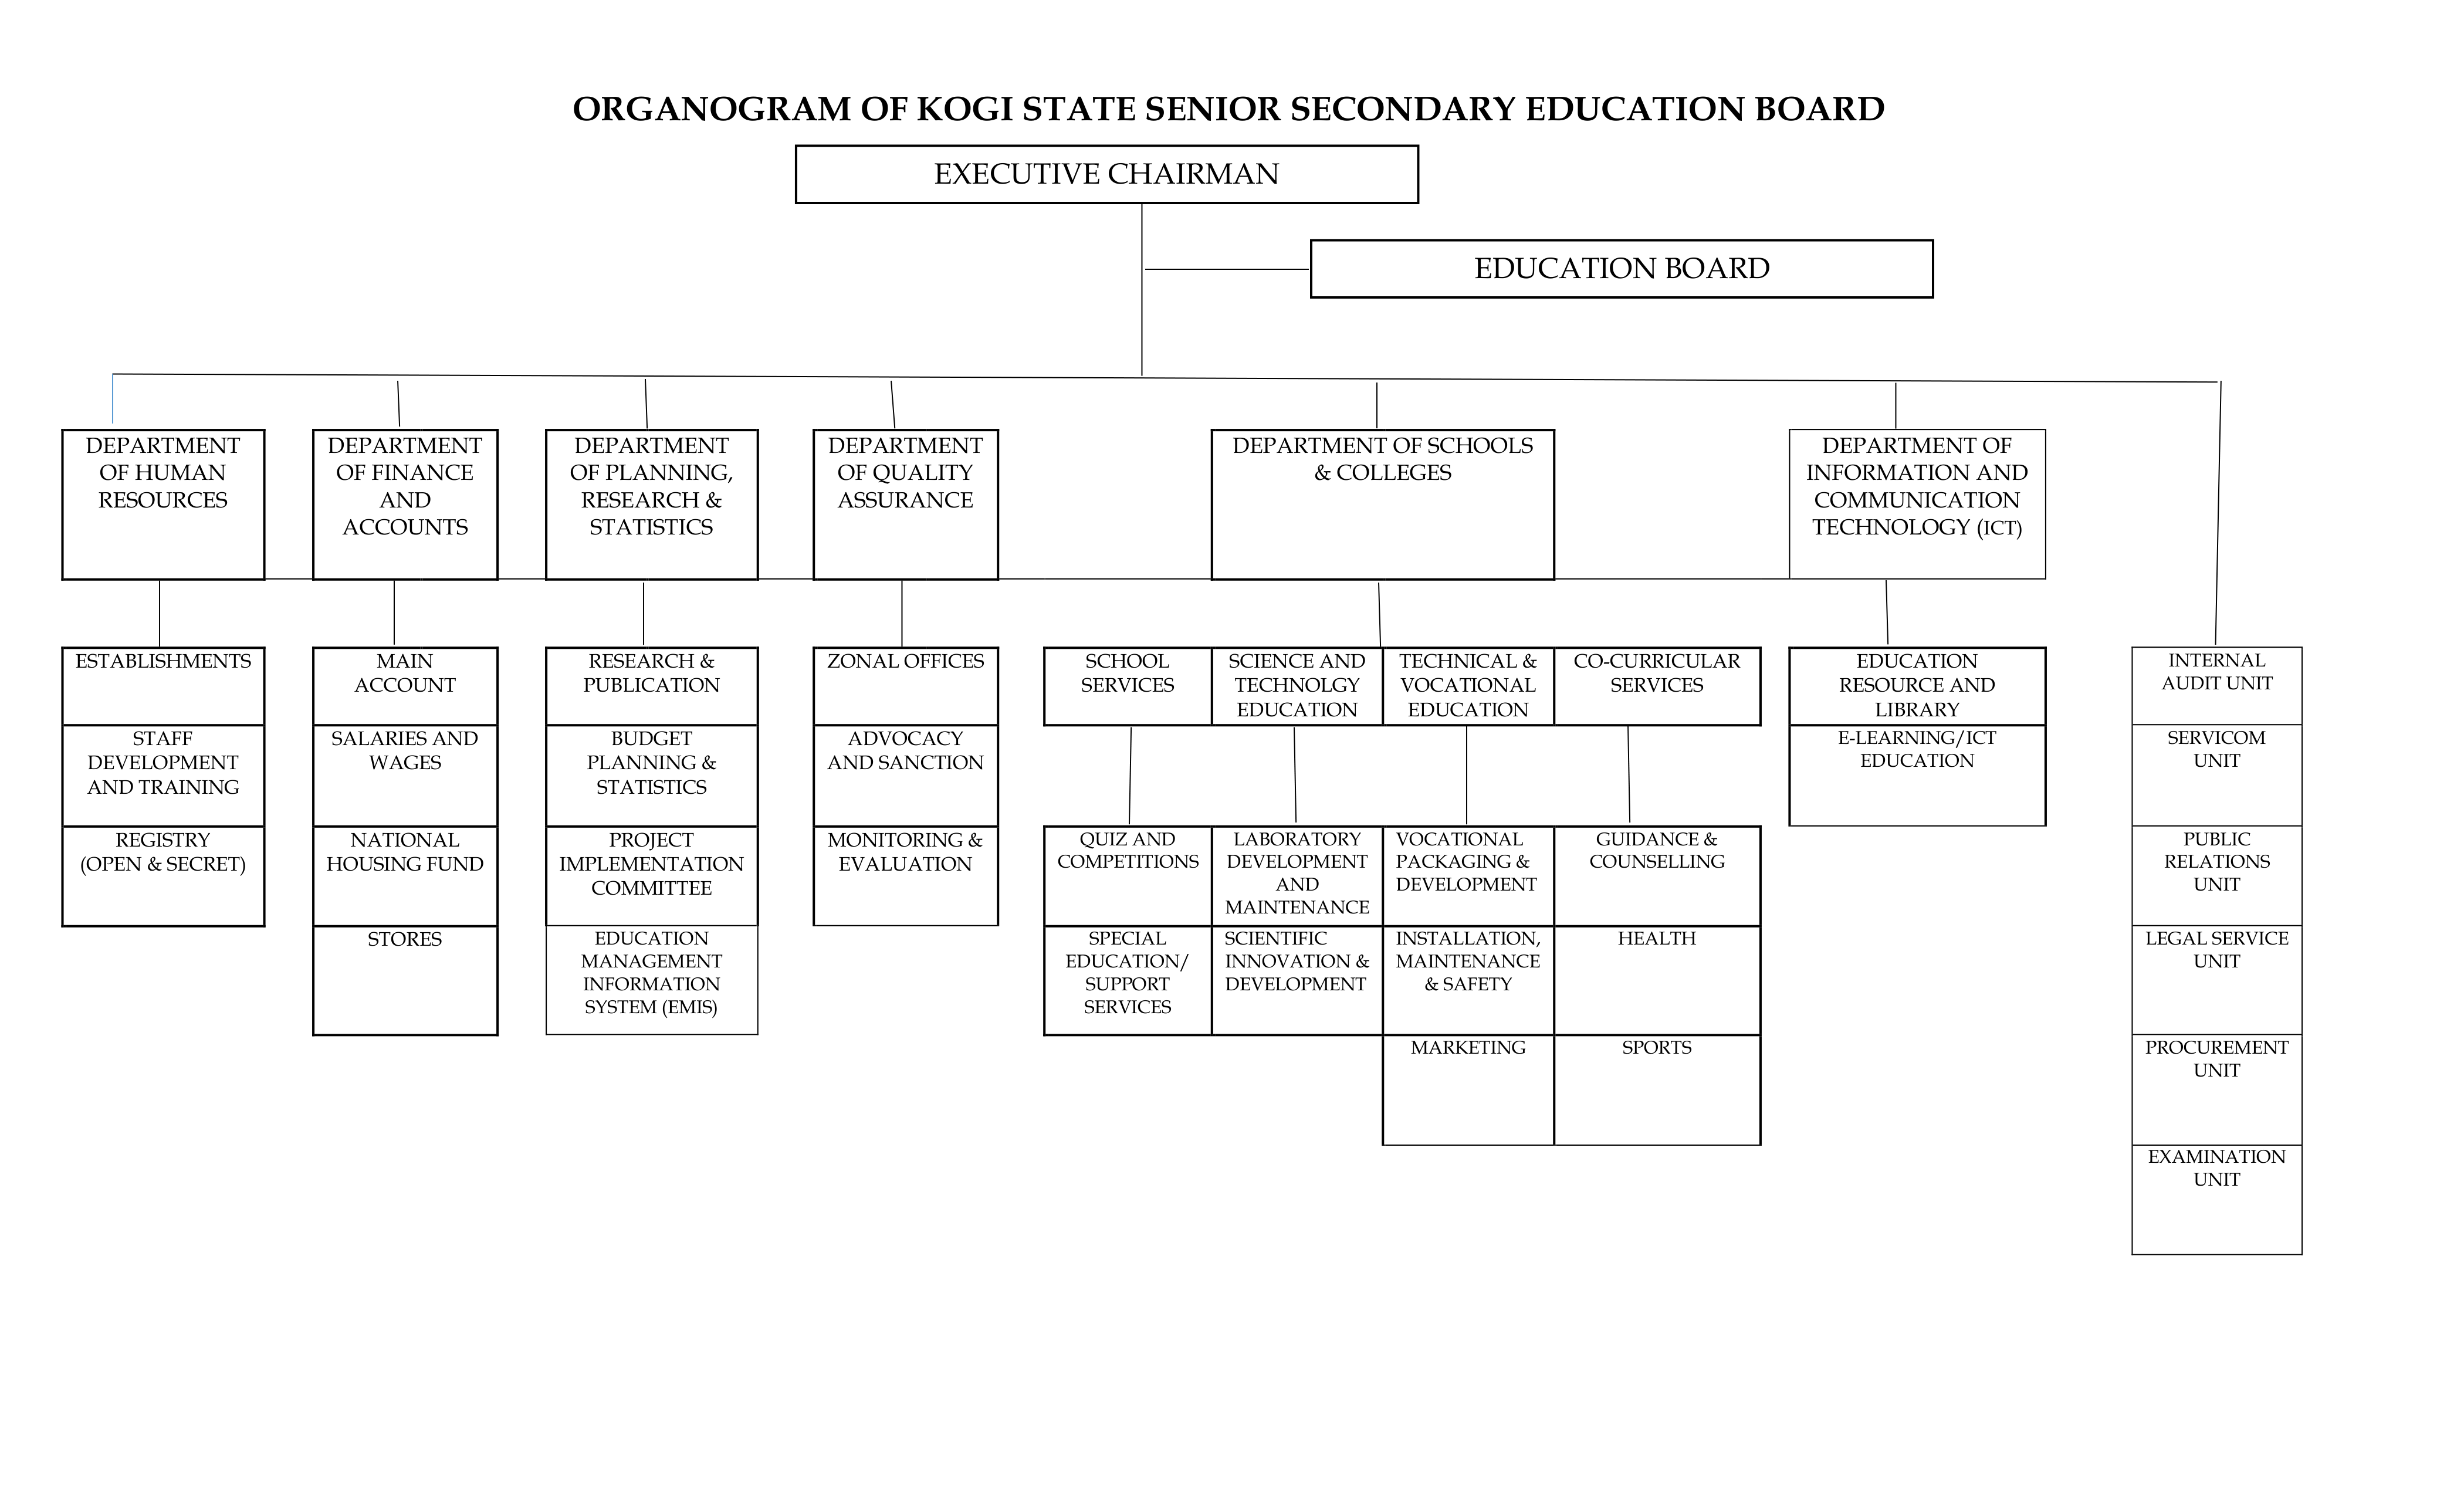 ORGANOGRAM OF KOGI STATE SENIOR SECONDARY EDUCATION BOARD
EXECUTIVE CHAIRMAN
EDUCATION BOARD
DEPARTMENT
OF HUMAN
RESOURCES
DEPARTMENT
OF FINANCE
AND
ACCOUNTS
DEPARTMENT
OF PLANNING,
RESEARCH &
STATISTICS
DEPARTMENT
OF QUALITY
ASSURANCE
DEPARTMENT OF SCHOOLS
& COLLEGES
DEPARTMENT OF
INFORMATION AND
COMMUNICATION
TECHNOLOGY (ICT)
ESTABLISHMENTS
STAFF
DEVELOPMENT
AND TRAINING
REGISTRY
(OPEN & SECRET)
MAIN
ACCOUNT
SALARIES AND
WAGES
NATIONAL
HOUSING FUND
STORES
RESEARCH &
PUBLICATION
BUDGET
PLANNING &
STATISTICS
PROJECT
IMPLEMENTATION
COMMITTEE
EDUCATION
MANAGEMENT
INFORMATION
SYSTEM (EMIS)
ZONAL OFFICES
ADVOCACY
AND SANCTION
MONITORING &
EVALUATION
SCHOOL
SERVICES
QUIZ AND
COMPETITIONS
SPECIAL
EDUCATION/
SUPPORT
SERVICES
SCIENCE AND
TECHNOLGY
EDUCATION
LABORATORY
DEVELOPMENT
AND
MAINTENANCE
SCIENTIFIC
INNOVATION &
DEVELOPMENT
TECHNICAL &
VOCATIONAL
EDUCATION
VOCATIONAL
PACKAGING &
DEVELOPMENT
INSTALLATION,
MAINTENANCE
& SAFETY
MARKETING
CO-CURRICULAR
SERVICES
GUIDANCE &
COUNSELLING
HEALTH
SPORTS
EDUCATION
RESOURCE AND
LIBRARY
E-LEARNING/ICT
EDUCATION
INTERNAL
AUDIT UNIT
SERVICOM
UNIT
PUBLIC
RELATIONS
UNIT
LEGAL SERVICE
UNIT
PROCUREMENT
UNIT
EXAMINATION
UNIT